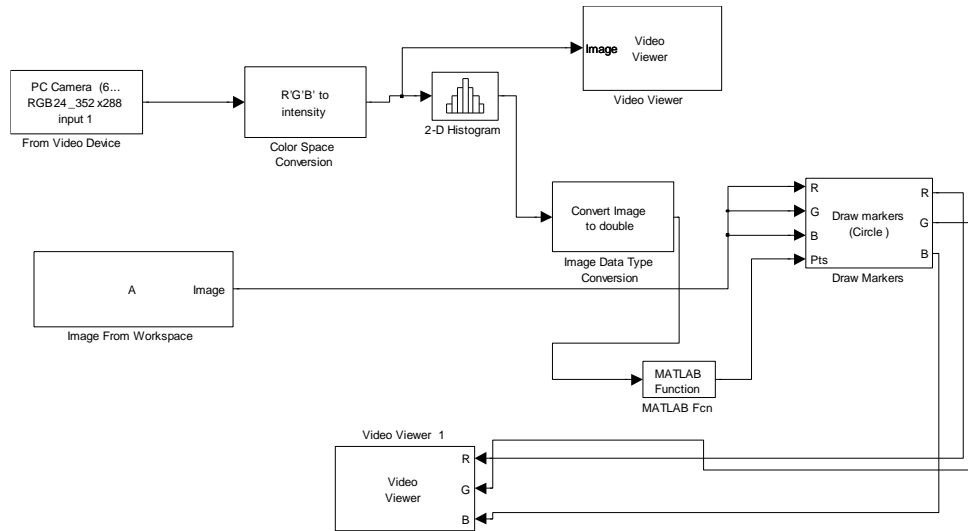 Video
Viewer
Image
Video Viewer
PC Camera (6...
RGB24_352x288
input 1
From Video Device
R'G'B' to
intensity
Color Space
Conversion
2-D Histogram
Convert Image
to double
Image Data Type
Conversion
R
G
B
Pts
Draw markers
(Circle )
R
G
B
Draw Markers
A
Image
Image From Workspace
MATLAB
Function
MATLAB Fcn
Video Viewer 1
Video
Viewer
R
G
B